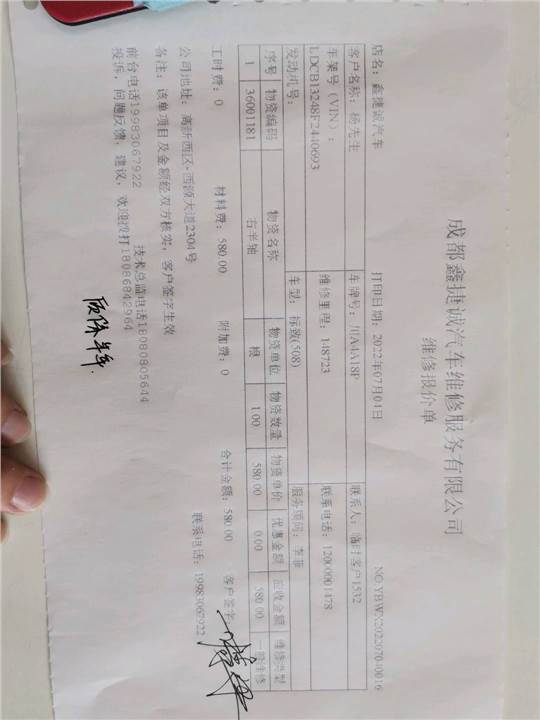 成都鑫捷诚汽车维修服务有限公司
维修报价单
店名：鑫捷诚汽车 打印日期：2022年07月04日 NO:YBWX202207040016
客户名称：杨先生 车牌号：川A4A18P 联系人：临时客户1532
车架号（VIN）：LDCB13248F2440693 维修里程：148723 联系电话：12000001478
发动机号： 车型：标致(508) 服务顾问：李菲
序号 物资编码 物资名称 物资单位 物资数量 物资单价 优惠金额 应收金额 维修类型
1 36001181 右半轴 根 1.00 580.00 0.00 580.00 一般维修
工时费：0 材料费：580.00 附加费：0 合计金额：580.00 客户签字：
公司地址：高新西区-西源大道2304号 联系电话：19983067922
备注：该单项目及金额经双方核实，客户签字生效
前台电话19983067922 技术总监电话18080805644
投诉，问题反馈，建议，欢迎拨打18086842964